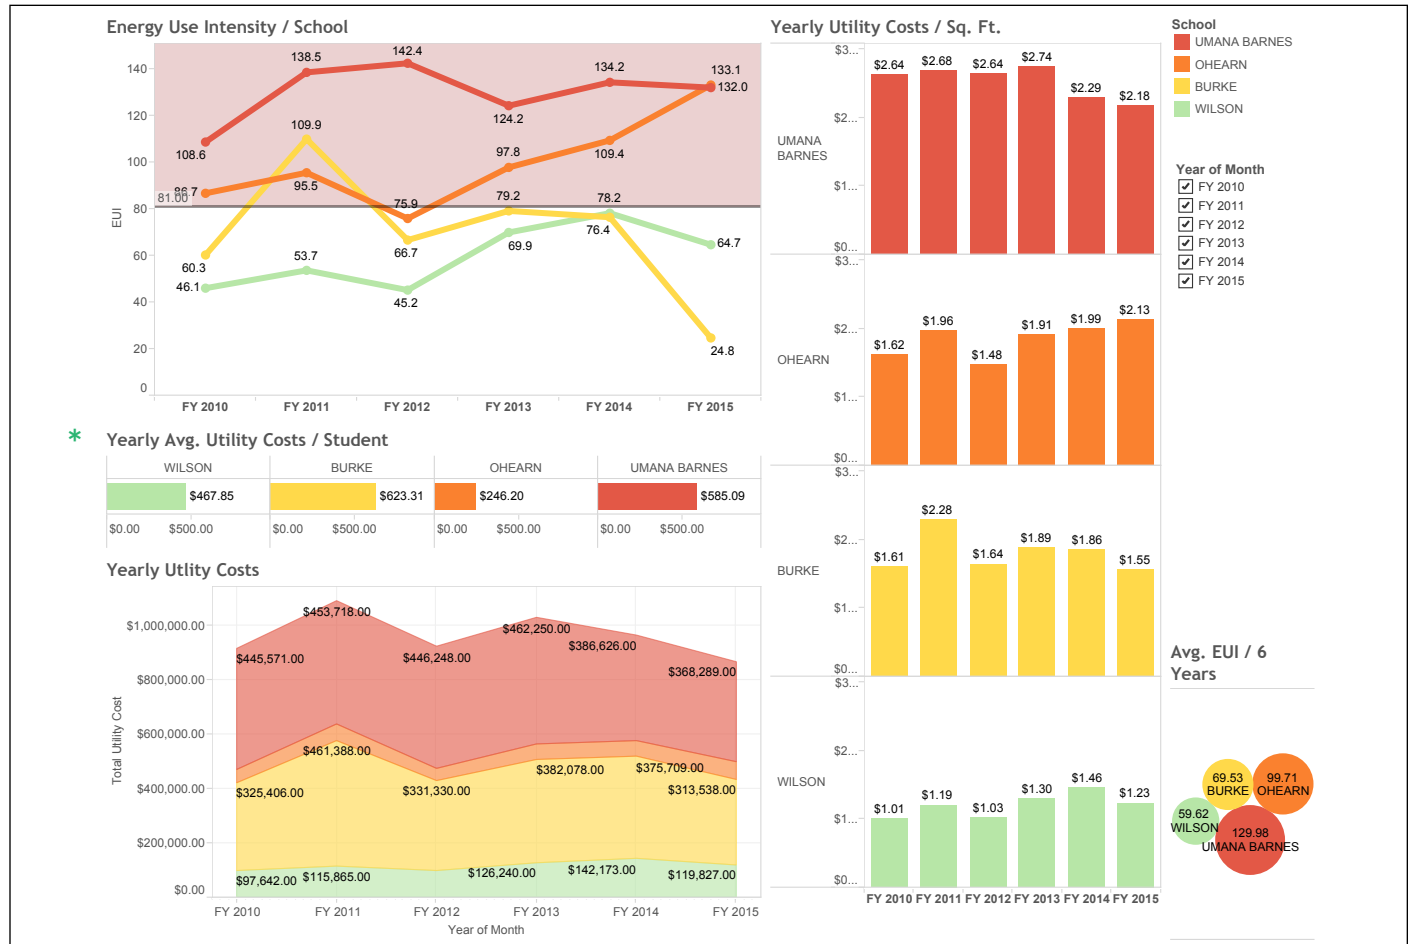 Energy Use Intensity / School
EUI
140
120
100
80
60
40
20
0
81.00
108.6
138.5
142.4
124.2
134.2
132.0
86.7
95.5
75.9
97.8
109.4
133.1
60.3
109.9
66.7
79.2
76.4
24.8
46.1
53.7
45.2
69.9
78.2
64.7
FY 2010 FY 2011 FY 2012 FY 2013 FY 2014 FY 2015
* Yearly Avg. Utility Costs / Student
WILSON BURKE OHEARN UMANA BARNES
$467.85 $623.31 $246.20 $585.09
$0.00 $500.00 $0.00 $500.00 $0.00 $500.00 $0.00 $500.00
Yearly Utlity Costs
Total Utility Cost
$1,000,000.00
$800,000.00
$600,000.00
$400,000.00
$200,000.00
$0.00
$445,571.00
$453,718.00
$446,248.00
$462,250.00
$386,626.00
$368,289.00
$325,406.00
$461,388.00
$331,330.00
$382,078.00
$375,709.00
$313,538.00
$97,642.00
$115,865.00
$126,240.00
$142,173.00
$119,827.00
FY 2010 FY 2011 FY 2012 FY 2013 FY 2014 FY 2015
Year of Month
Yearly Utility Costs / Sq. Ft.
UMANA
BARNES
$3...
$2...
$1...
$0...
$2.64 $2.68 $2.64 $2.74 $2.29 $2.18
OHEARN
$3...
$2...
$1...
$0...
$1.62 $1.96 $1.48 $1.91 $1.99 $2.13
BURKE
$3...
$2...
$1...
$0...
$1.61 $2.28 $1.64 $1.89 $1.86 $1.55
WILSON
$3...
$2...
$1...
$0...
$1.01 $1.19 $1.03 $1.30 $1.46 $1.23
FY 2010 FY 2011 FY 2012 FY 2013 FY 2014 FY 2015
School
UMANA BARNES
OHEARN
BURKE
WILSON
Year of Month
FY 2010
FY 2011
FY 2012
FY 2013
FY 2014
FY 2015
Avg. EUI / 6
Years
69.53
BURKE
99.71
OHEARN
59.62
WILSON
129.98
UMANA BARNES